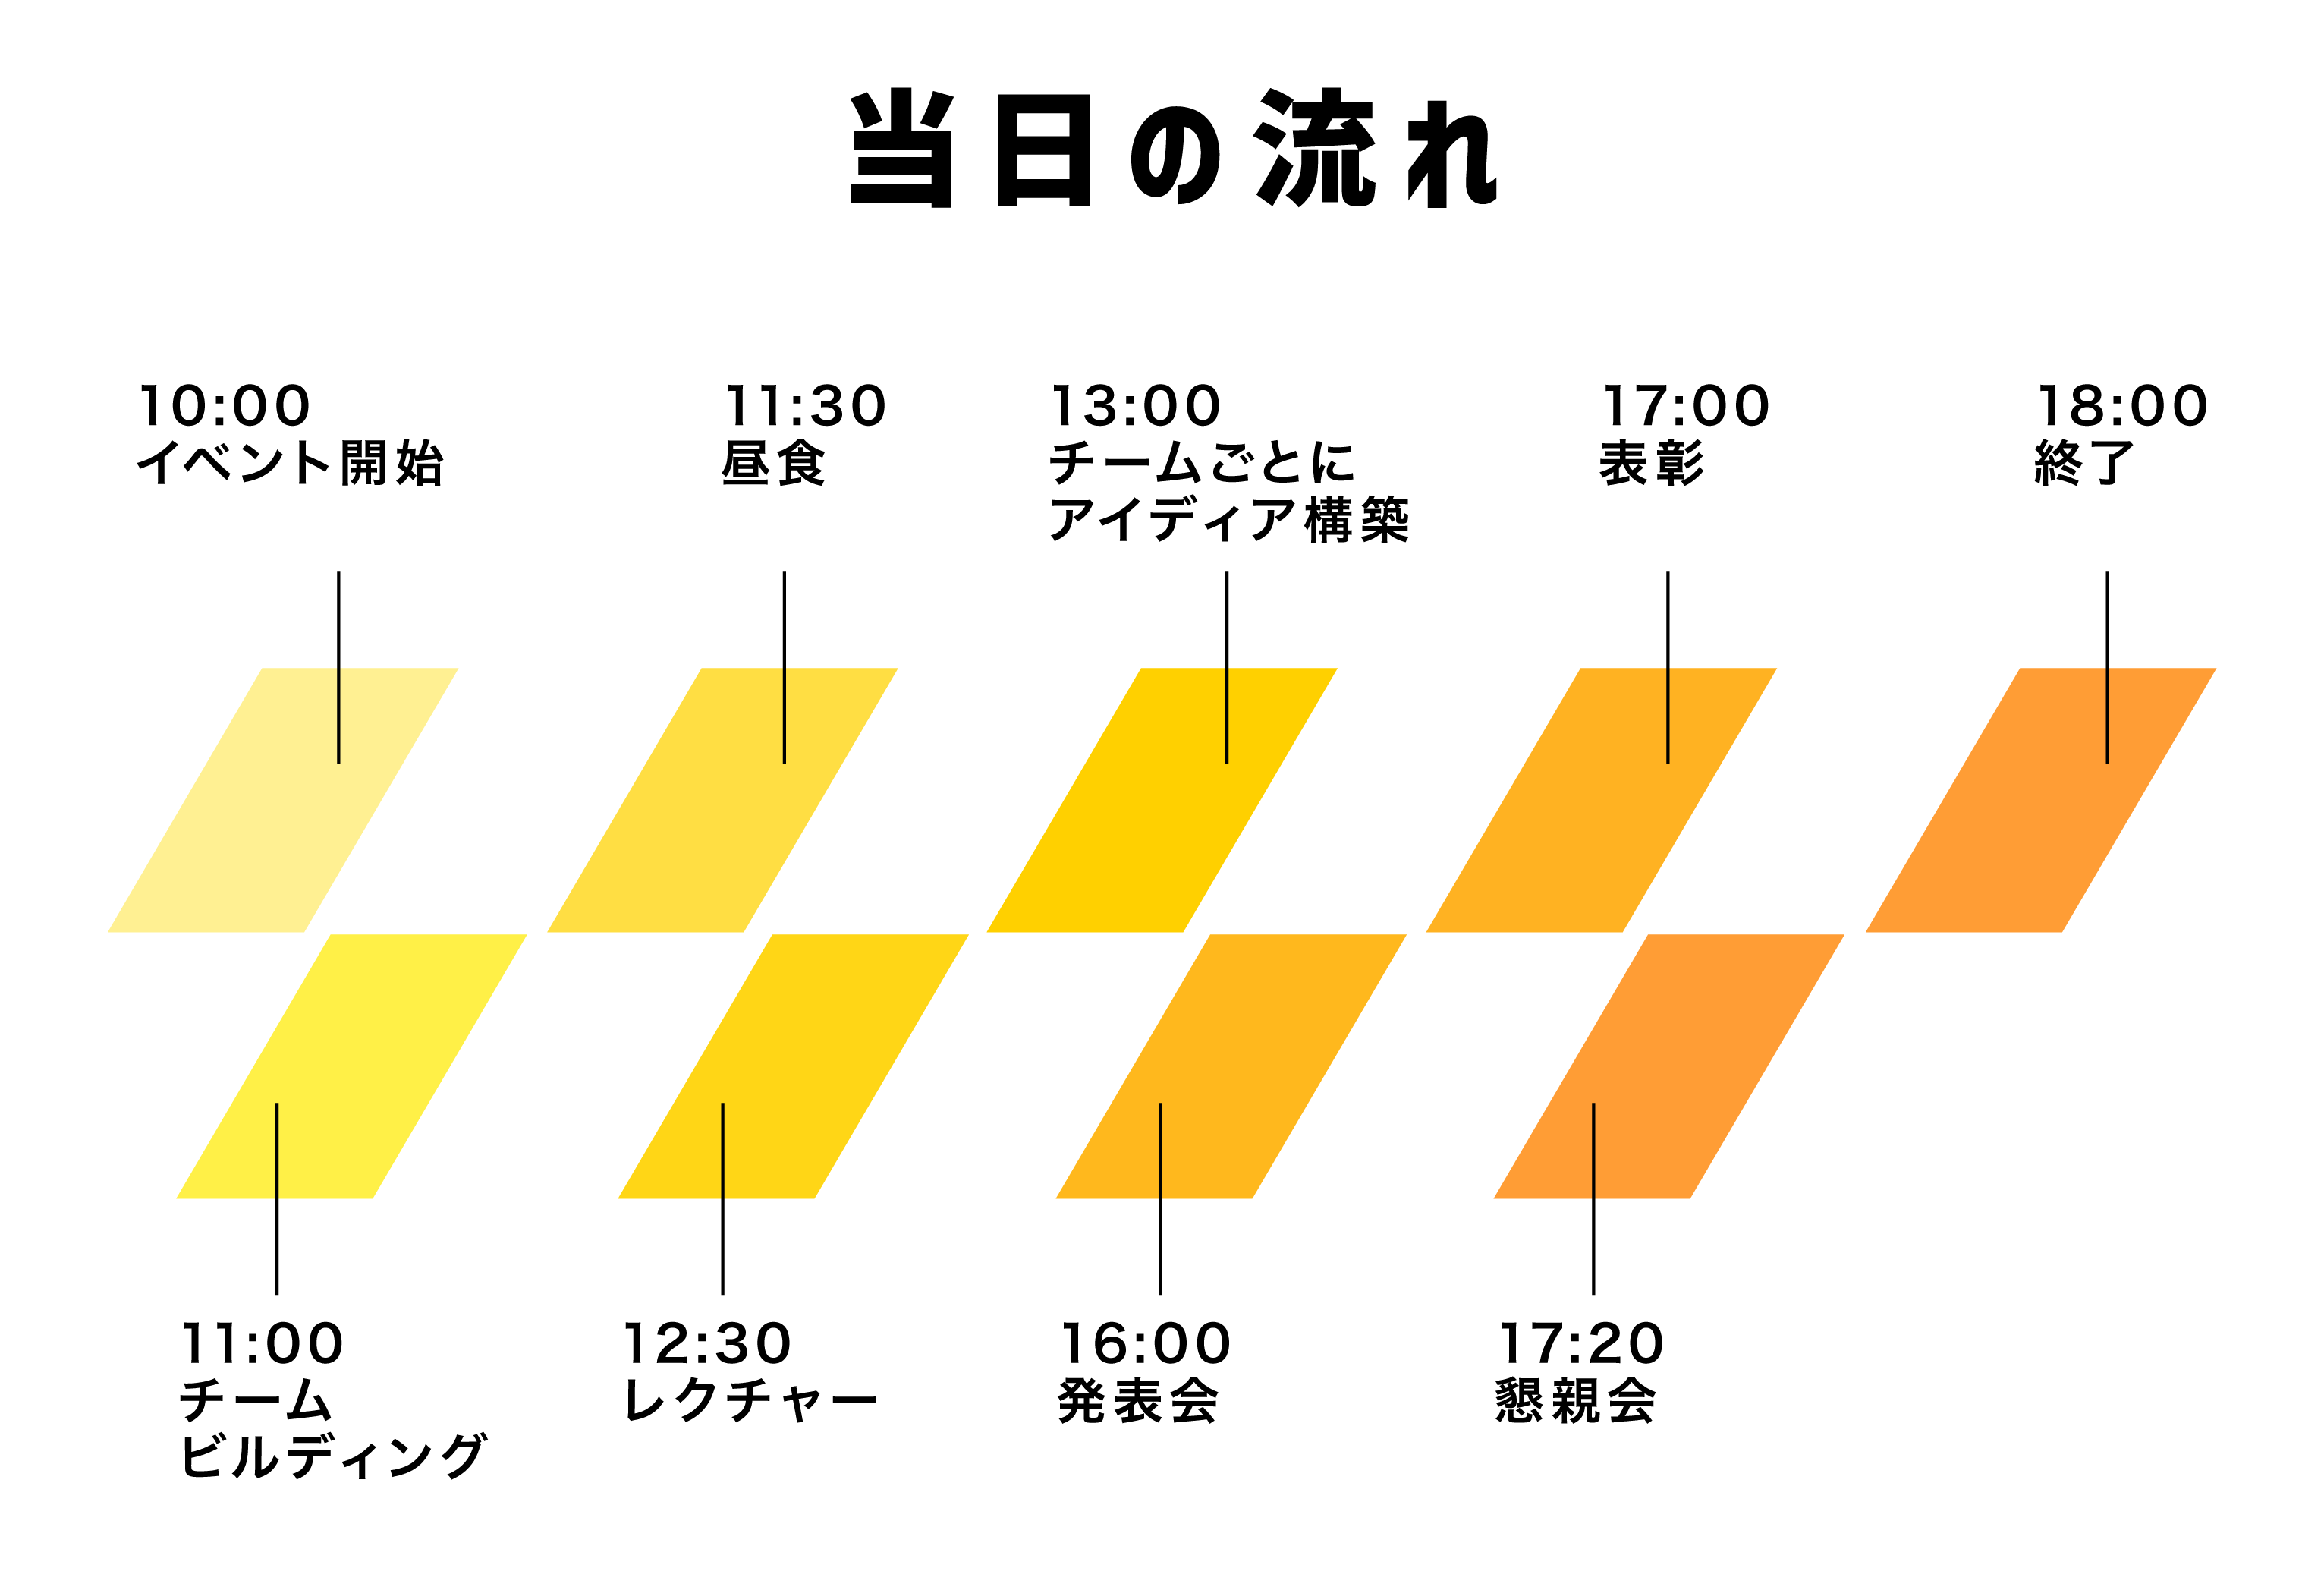 当日の流れ
10:00
イベント開始
11:00
チーム
ビルディング
11:30
昼食
12:30
レクチャー
13:00
チームごとに
アイディア構築
16:00
発表会
17:00
表彰
17:20
懇親会
18:00
終了